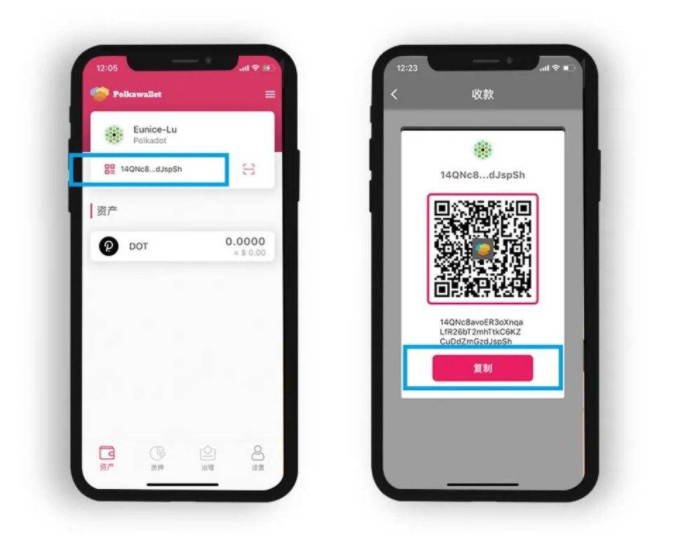 12:05
Polkawallet
Eunice-Lu
Polkadot
14QNc8...dJspSh
资产
DOT
0.0000
≈ $ 0.00
资产
质押
治理
设置
12:23
收款
14QNc8...dJspSh
14QNc8avoER3oXnqa
LfR26bT2mhTtkC6KZ
CuDdZmGzdJspSh
复制